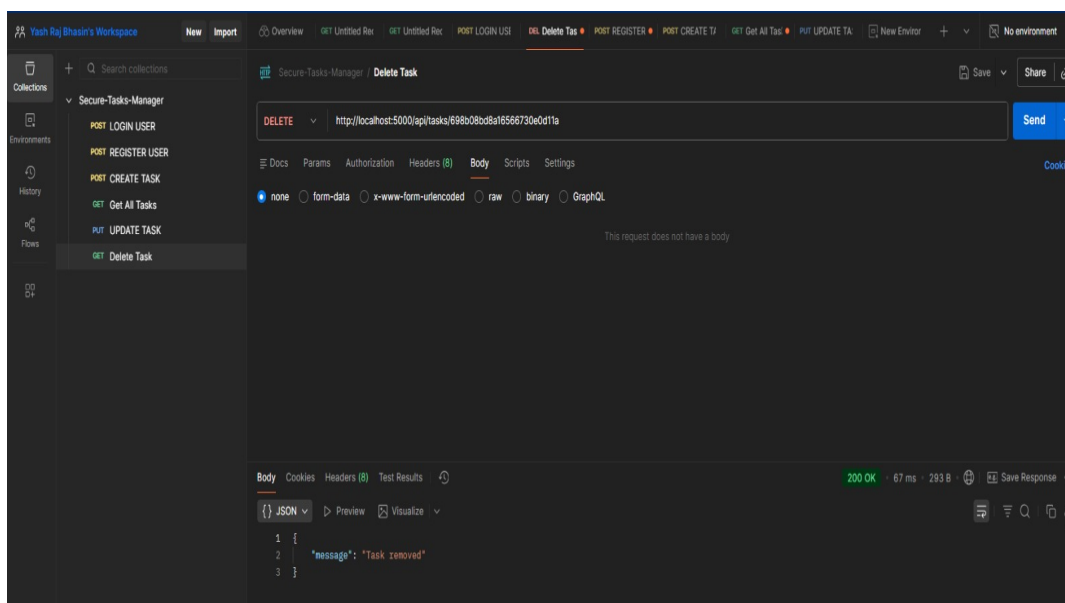 Yash Raj Bhasin's Workspace New Import Overview GET Untitled Rec GET Untitled Rec POST LOGIN USE DEL Delete Tas POST REGISTER POST CREATE T GET Get All Tas POST UPDATE TA New Environ No environment
Collections
Environments
History
Flows
Search collections
Secure-Tasks-Manager
POST LOGIN USER
POST REGISTER USER
POST CREATE TASK
GET Get All Tasks
PUT UPDATE TASK
GET Delete Task
HTTP Secure-Tasks-Manager / Delete Task Save Share
DELETE http://localhost:5000/api/tasks/698b08bd8a16566730e0d11a Send
Docs Params Authorization Headers (8) Body Scripts Settings Cooki
none form-data x-www-form-urlencoded raw binary GraphQL
This request does not have a body
Body Cookies Headers (8) Test Results 200 OK 67 ms 293 B Save Response
{} JSON Preview Visualize
1 {
2 "message": "Task removed"
3 }